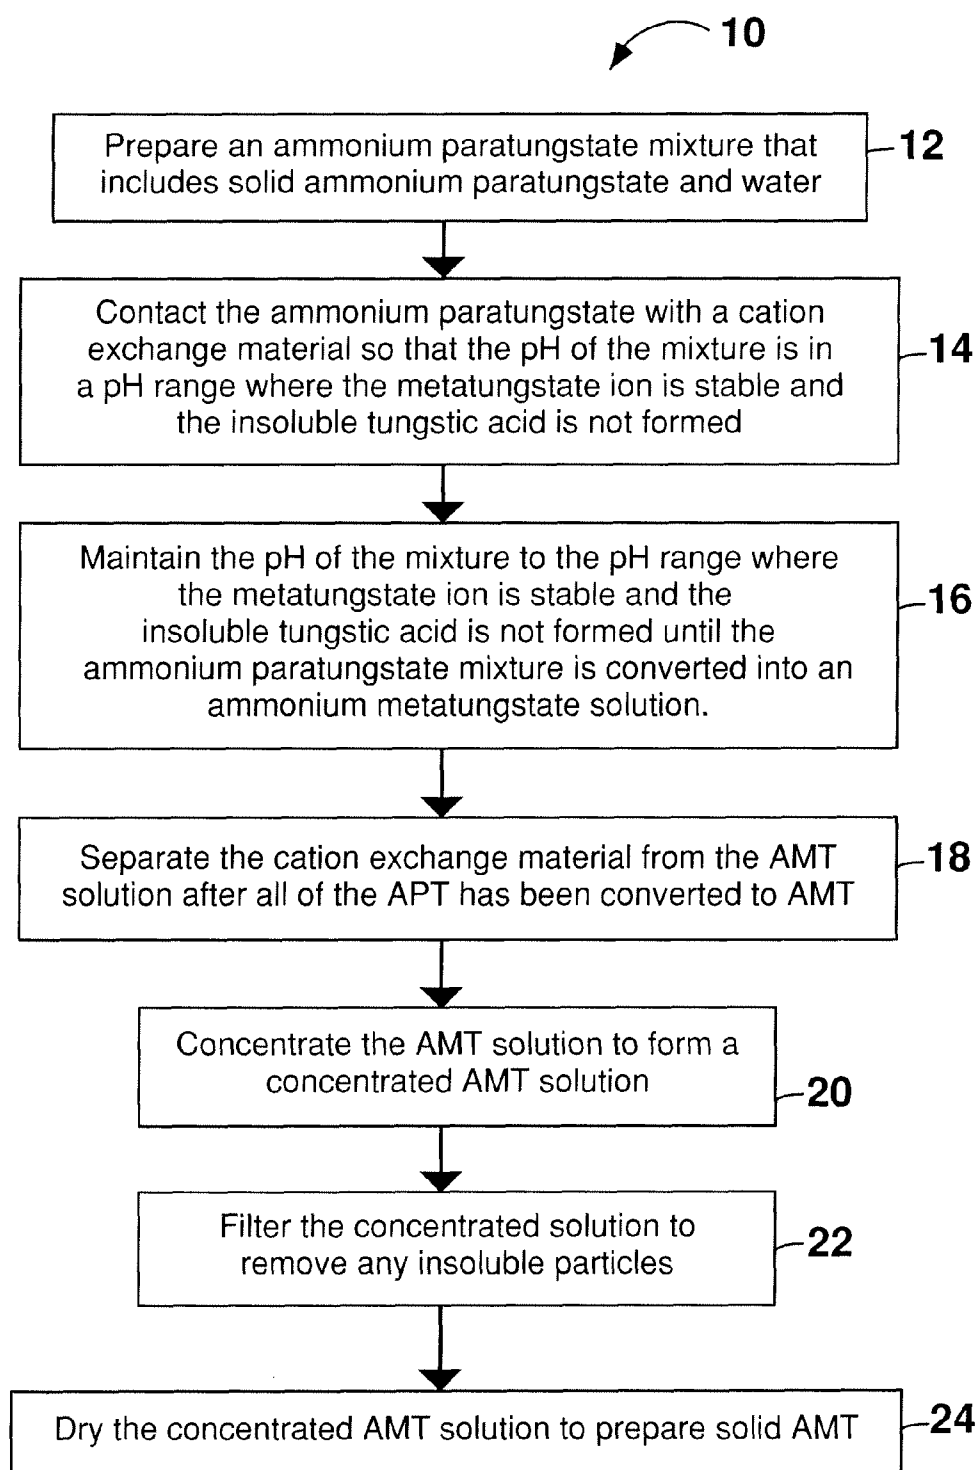 10
Prepare an ammonium paratungstate mixture that
includes solid ammonium paratungstate and water
12
Contact the ammonium paratungstate with a cation
exchange material so that the pH of the mixture is in
a pH range where the metatungstate ion is stable and
the insoluble tungstic acid is not formed
14
Maintain the pH of the mixture to the pH range where
the metatungstate ion is stable and the
insoluble tungstic acid is not formed until the
ammonium paratungstate mixture is converted into an
ammonium metatungstate solution.
16
Separate the cation exchange material from the AMT
solution after all of the APT has been converted to AMT
18
Concentrate the AMT solution to form a
concentrated AMT solution
20
Filter the concentrated solution to
remove any insoluble particles
22
Dry the concentrated AMT solution to prepare solid AMT
24